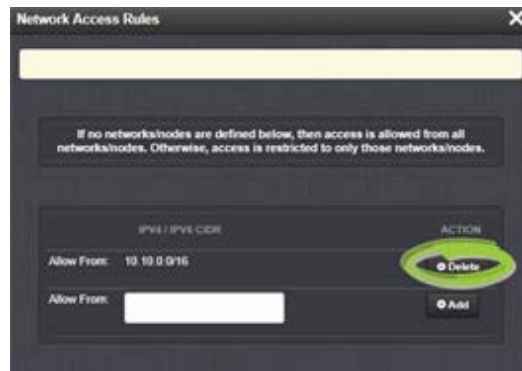 Network Access Rules
If no networks/nodes are defined below, then access is allowed from all
networks/nodes. Otherwise, access is restricted to only those networks/nodes.
IPV4 / IPV6 CIDR ACTION
Allow From: 10.10.0.0/16 Delete
Allow From: Add